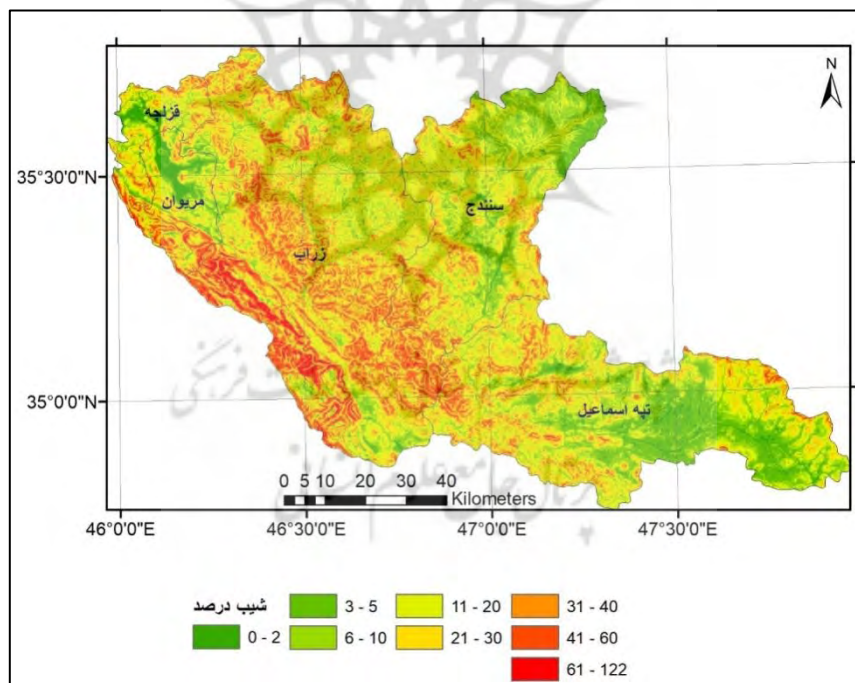 N
قزلچه
مریوان
سنندج
زراب
تپه اسماعیل
35°30'0"N
35°0'0"N
0 5 10 20 30 40
Kilometers
46°0'0"E 46°30'0"E 47°0'0"E 47°30'0"E
شیب درصد
0 - 2
3 - 5
6 - 10
11 - 20
21 - 30
31 - 40
41 - 60
61 - 122